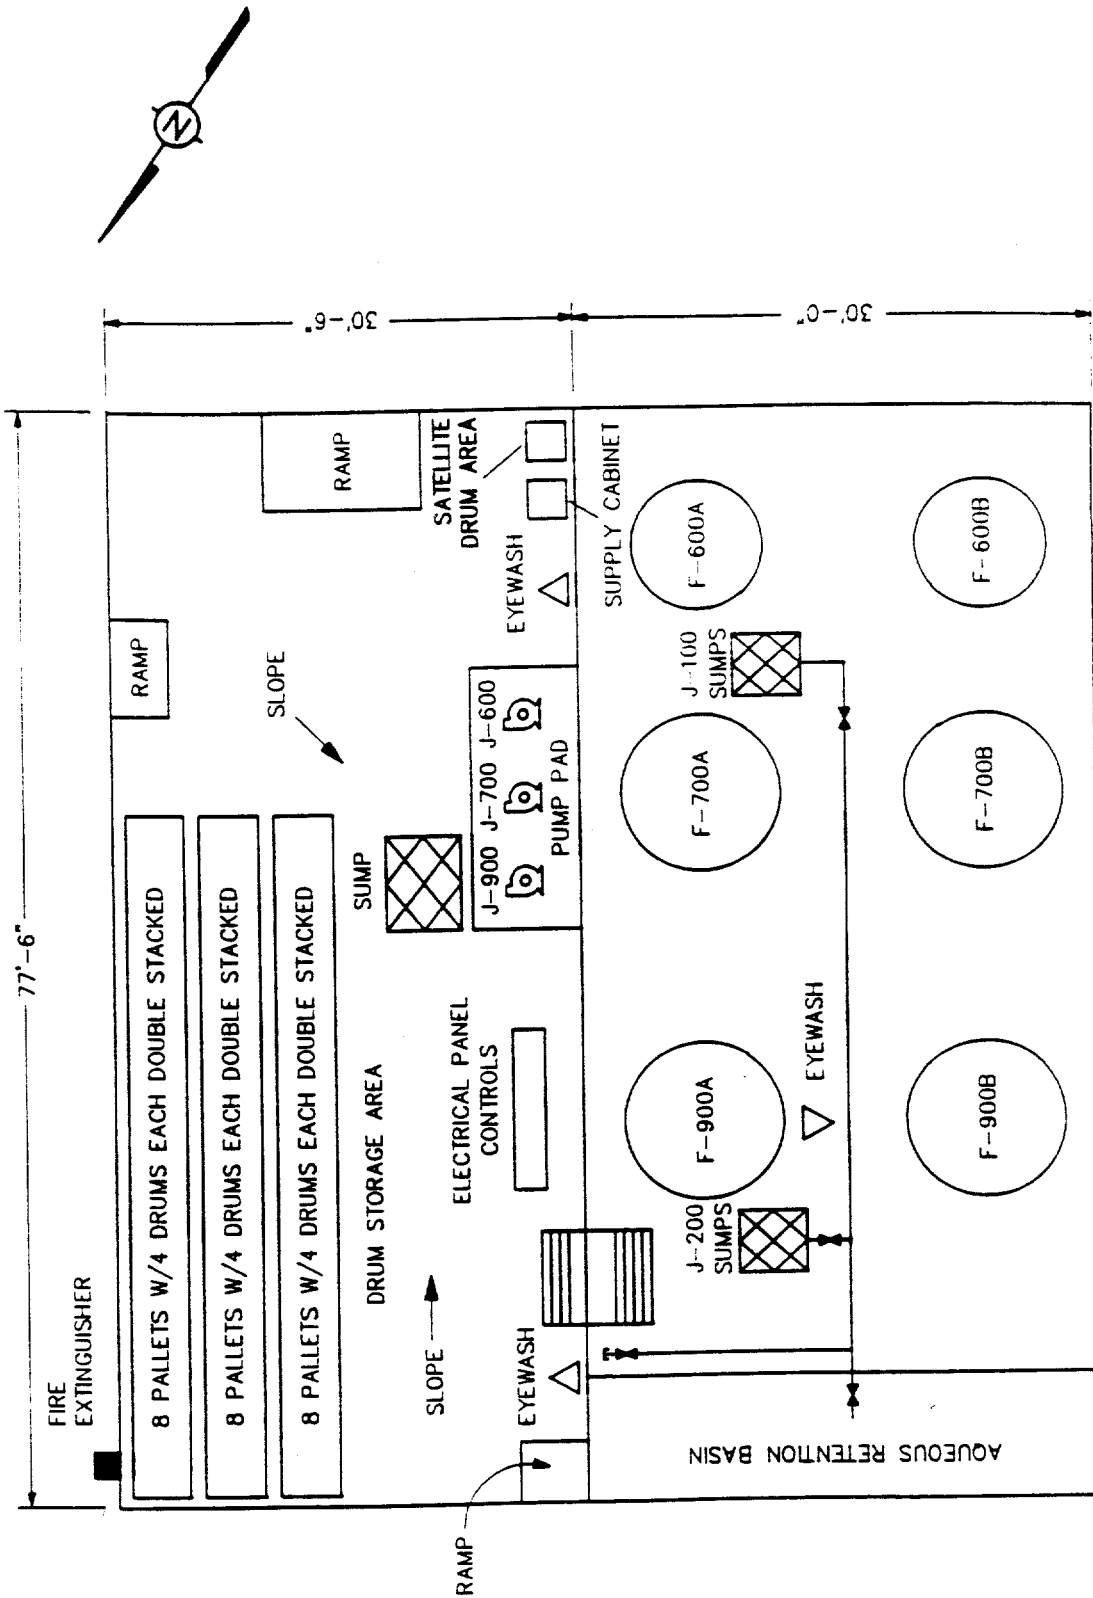 N
77'-6"
30'-6"
30'-0"
FIRE
EXTINGUISHER
8 PALLETS W/4 DRUMS EACH DOUBLE STACKED
8 PALLETS W/4 DRUMS EACH DOUBLE STACKED
8 PALLETS W/4 DRUMS EACH DOUBLE STACKED
RAMP
RAMP
SLOPE
SUMP
DRUM STORAGE AREA
SLOPE
ELECTRICAL PANEL
CONTROLS
J-900
J-700
J-600
PUMP PAD
SATELLITE
DRUM AREA
EYEWASH
SUPPLY CABINET
EYEWASH
RAMP
F-900A
F-700A
F-600A
J-200
SUMPS
J-100
SUMPS
EYEWASH
F-900B
F-700B
F-600B
AQUEOUS RETENTION BASIN